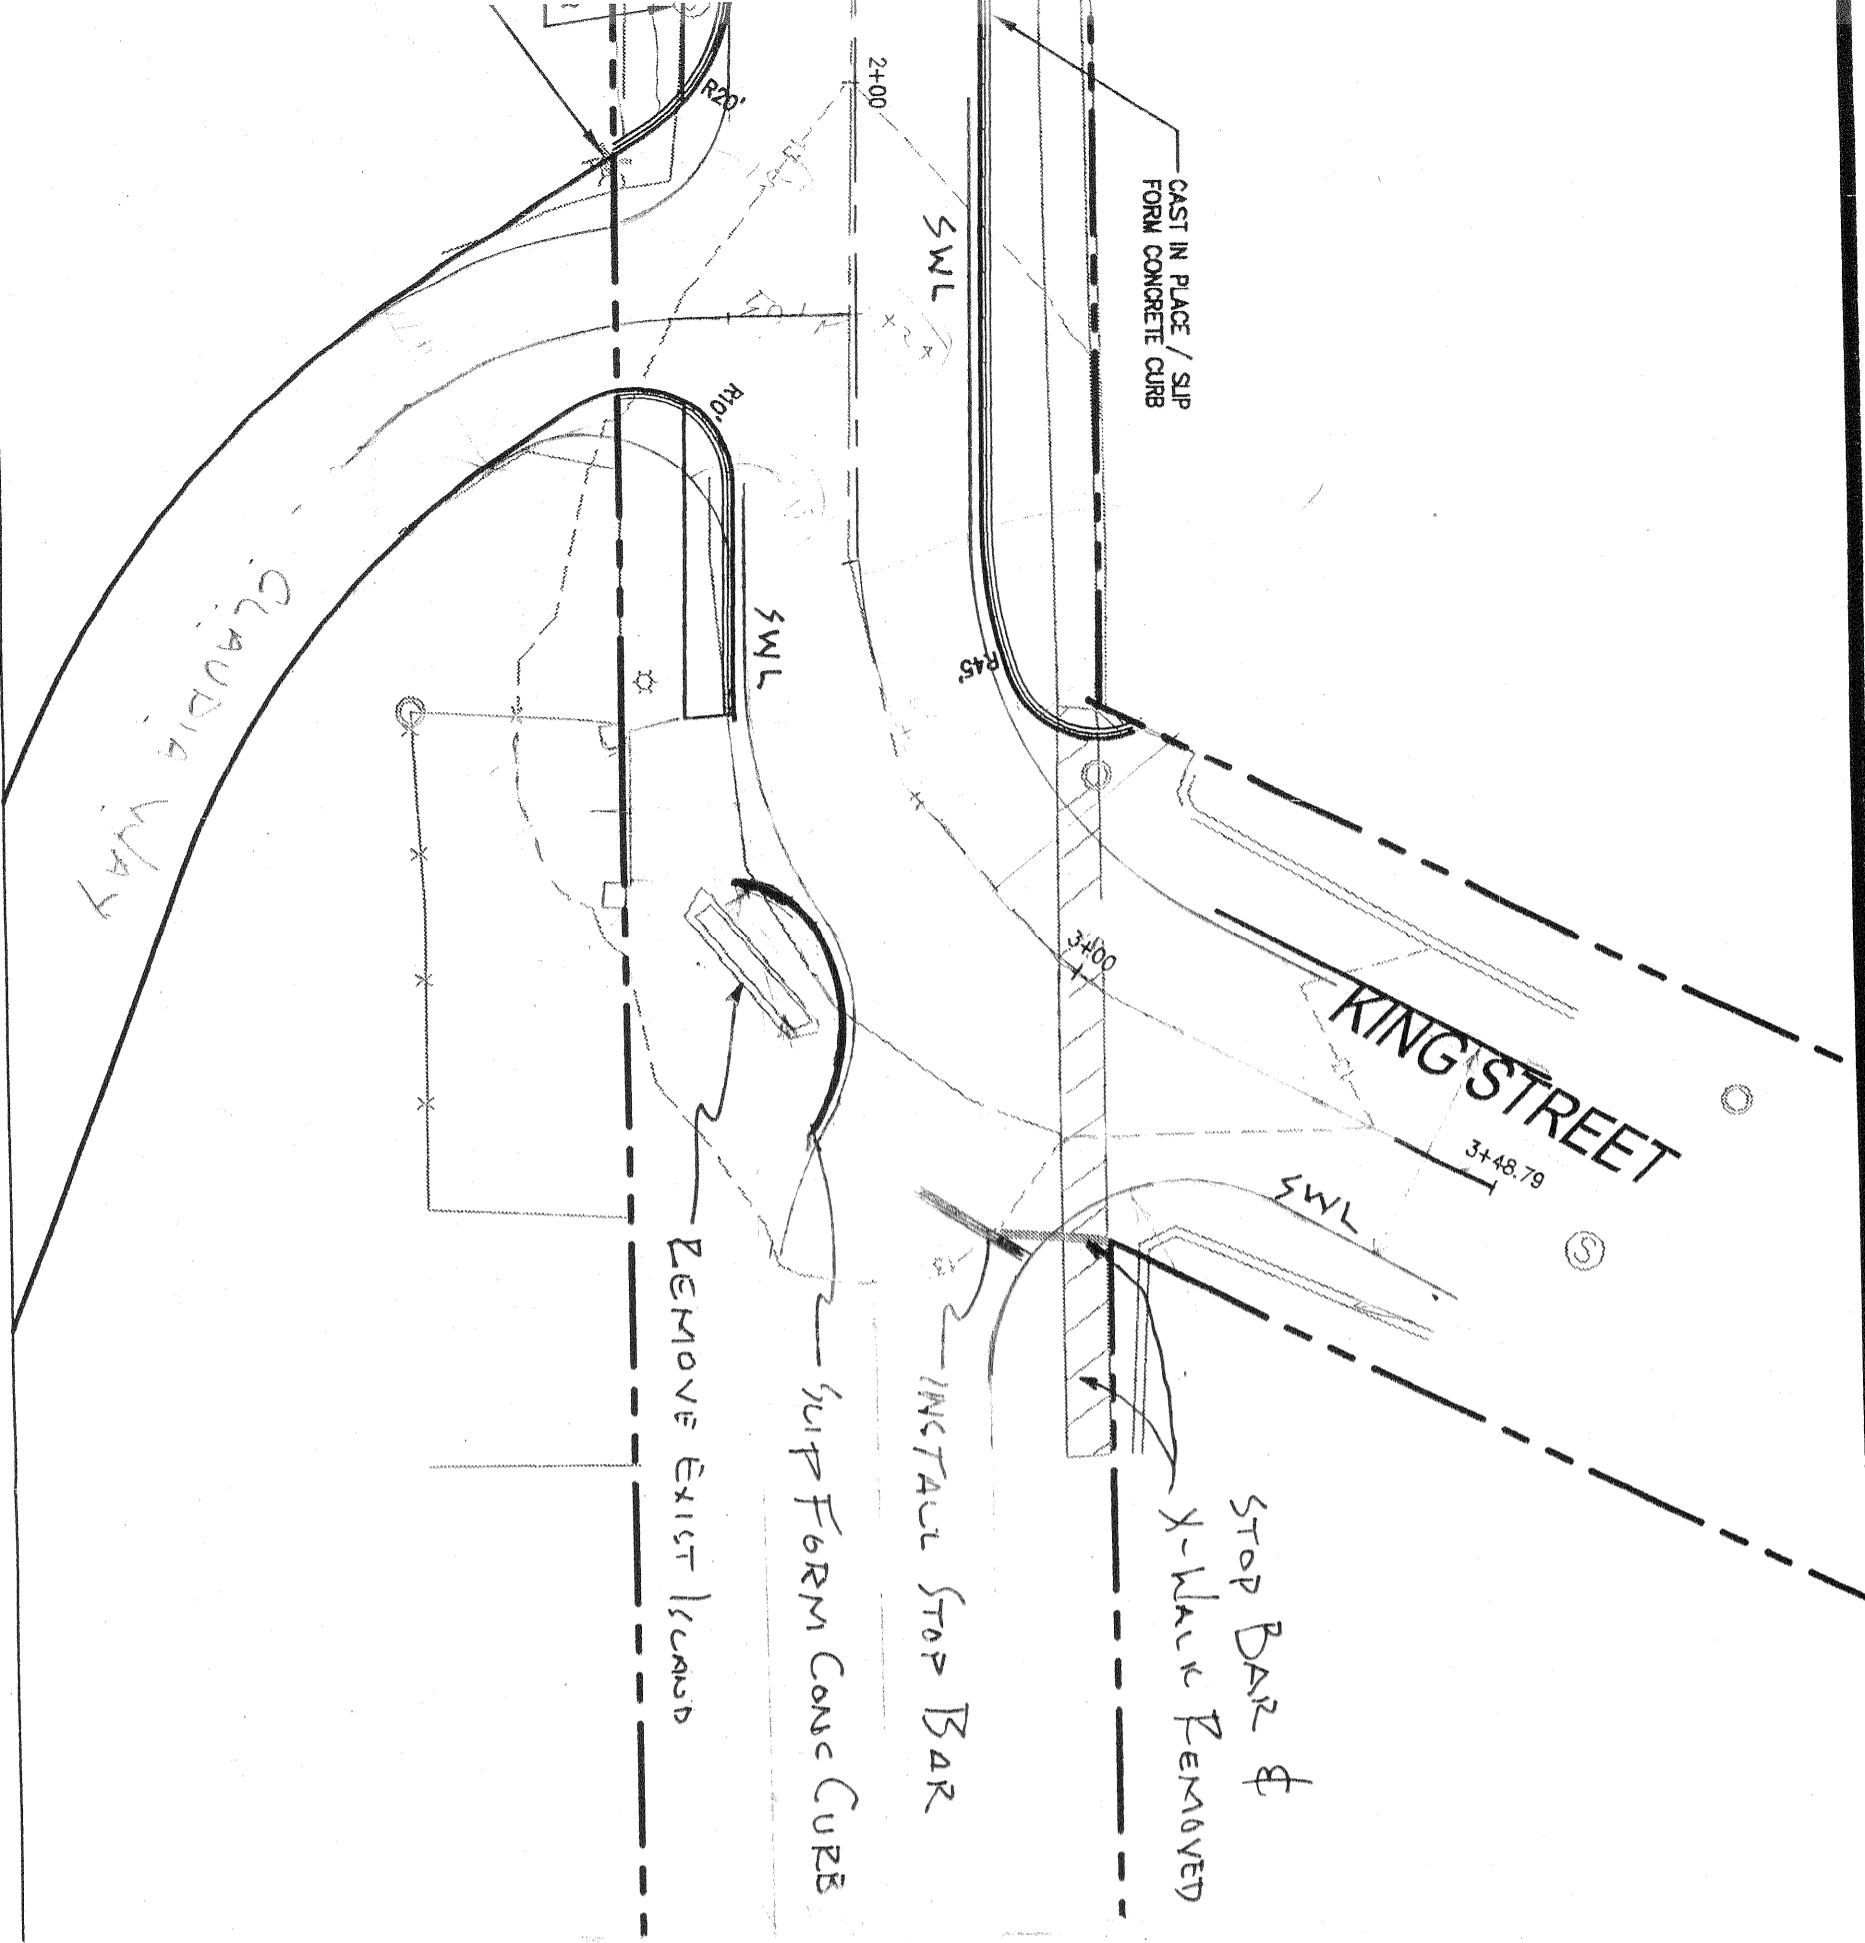 CAST IN PLACE / SLIP
FORM CONCRETE CURB
2+00
R20'
SWL
R10'
SWL
R45'
CLAUDIA WAY
3+00
KING STREET
3+48.79
SWL
S
STOP BAR &
X-WALK REMOVED
INSTALL STOP BAR
SLIP FORM CONC CURB
REMOVE EXIST ISLAND